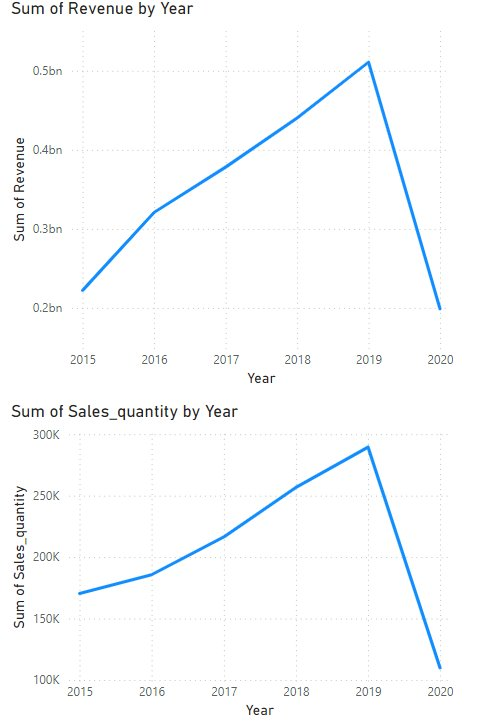 Sum of Revenue by Year
0.5bn
0.4bn
0.3bn
0.2bn
Sum of Revenue
2015 2016 2017 2018 2019 2020
Year
Sum of Sales_quantity by Year
300K
250K
200K
150K
100K
Sum of Sales_quantity
2015 2016 2017 2018 2019 2020
Year